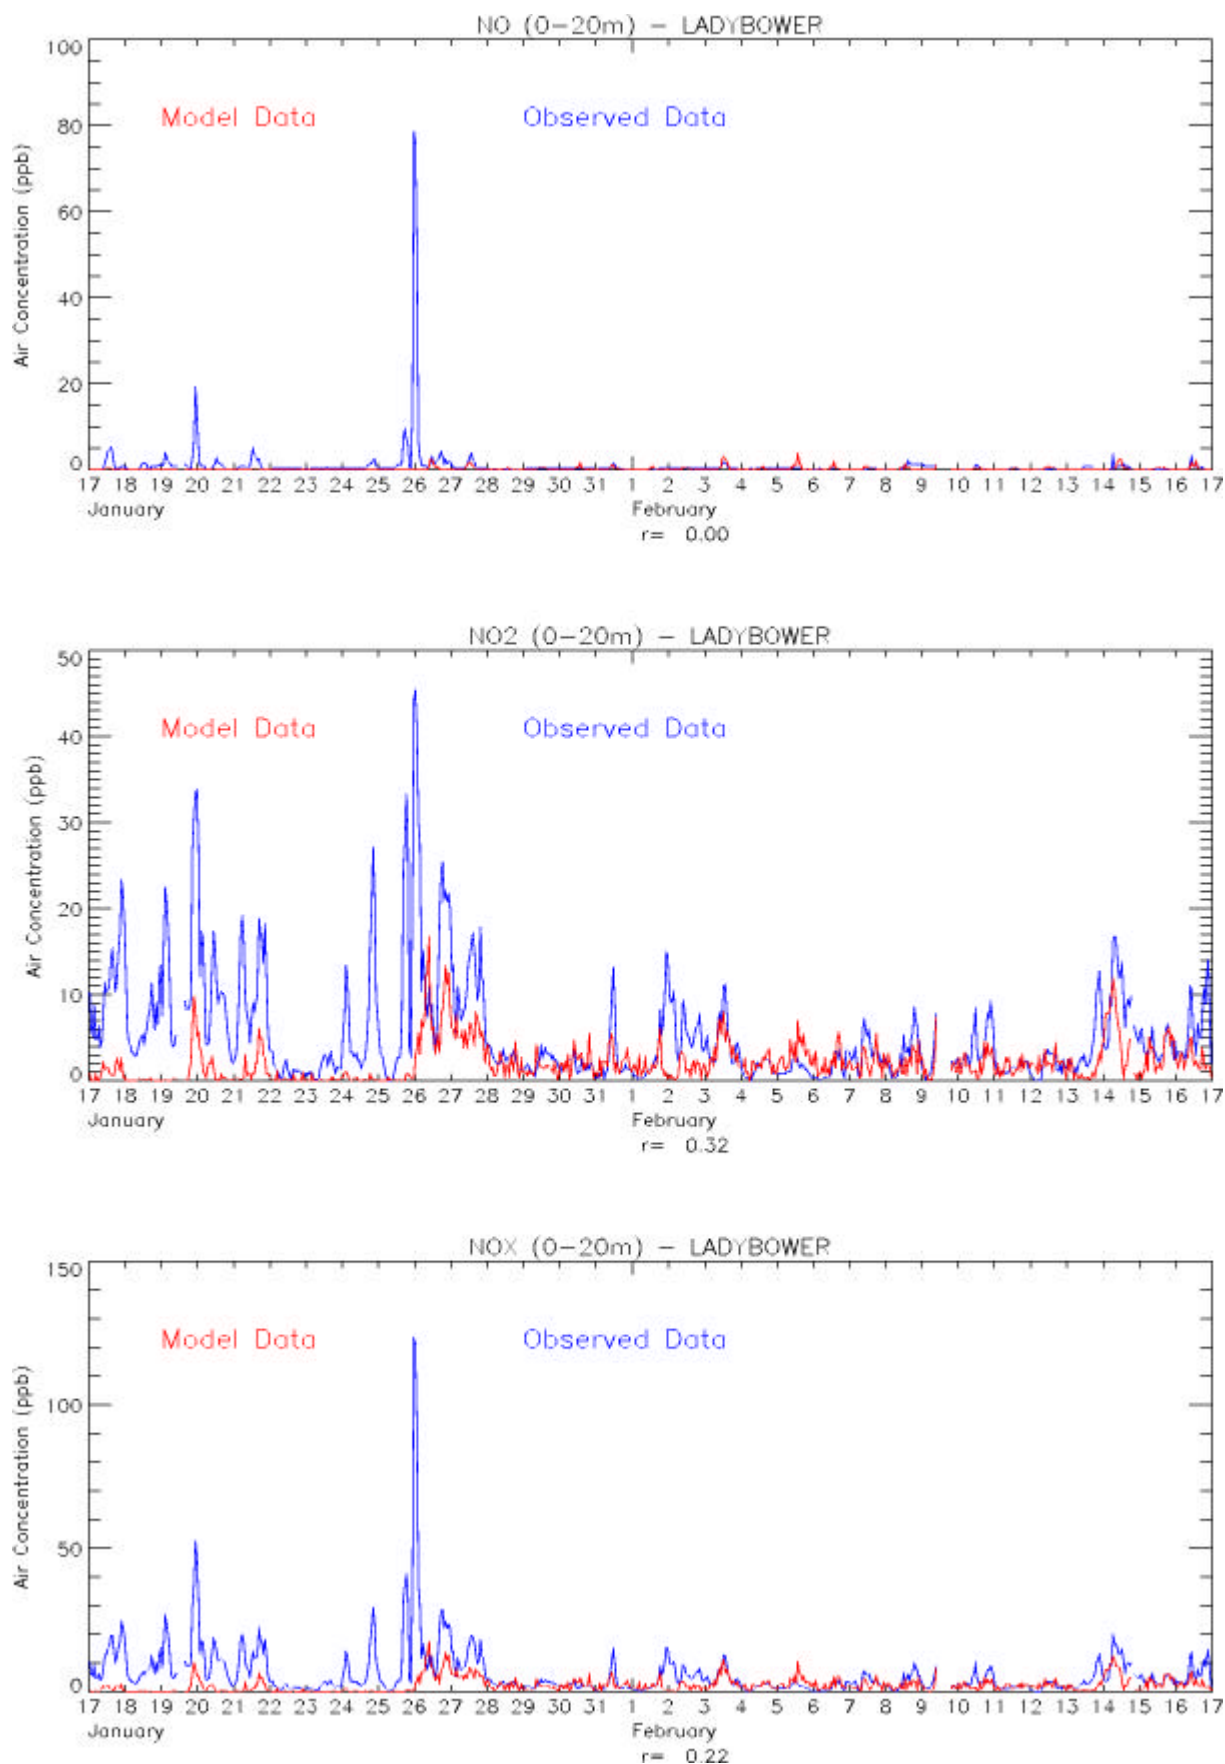 NO (0-20m) - LADYBOWER
100
80
60
40
20
0
Air Concentration (ppb)
Model Data Observed Data
17 18 19 20 21 22 23 24 25 26 27 28 29 30 31 1 2 3 4 5 6 7 8 9 10 11 12 13 14 15 16 17
January February
r= 0.00
NO2 (0-20m) - LADYBOWER
50
40
30
20
10
0
Air Concentration (ppb)
Model Data Observed Data
17 18 19 20 21 22 23 24 25 26 27 28 29 30 31 1 2 3 4 5 6 7 8 9 10 11 12 13 14 15 16 17
January February
r= 0.32
NOX (0-20m) - LADYBOWER
150
100
50
0
Air Concentration (ppb)
Model Data Observed Data
17 18 19 20 21 22 23 24 25 26 27 28 29 30 31 1 2 3 4 5 6 7 8 9 10 11 12 13 14 15 16 17
January February
r= 0.22